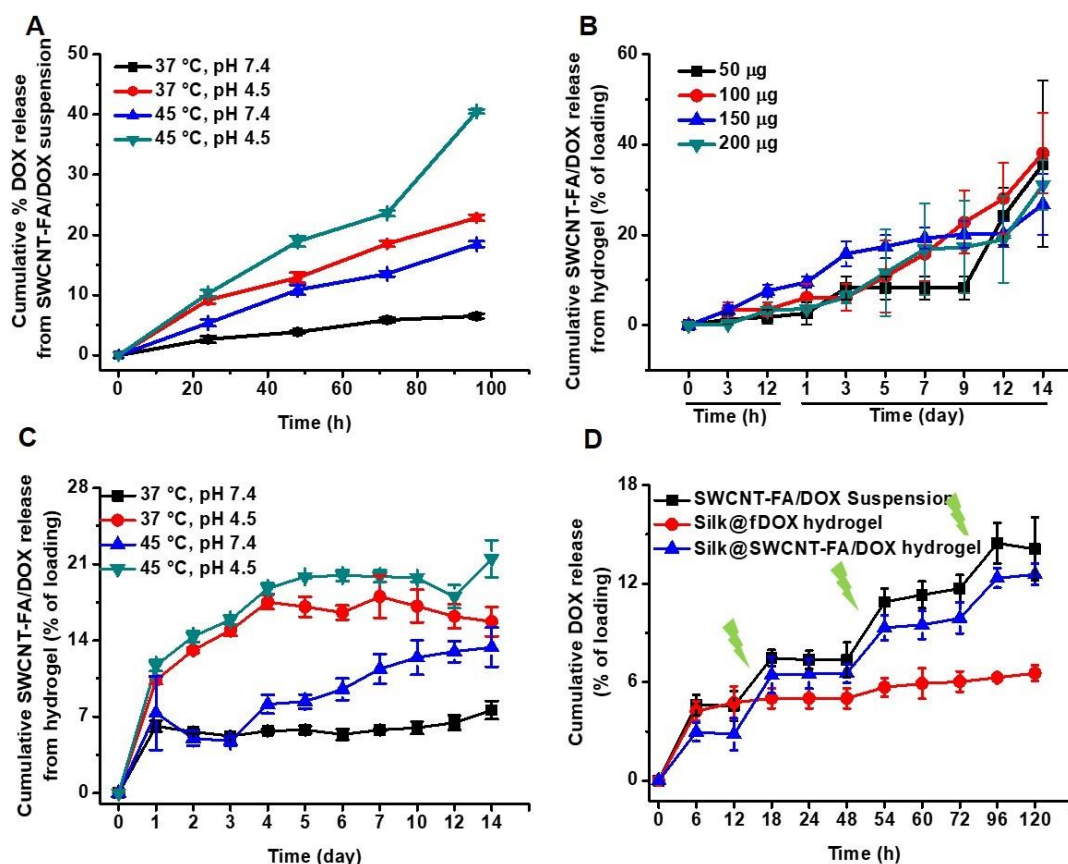 A
Cumulative % DOX release
from SWCNT-FA/DOX suspension
50
40
30
20
10
0
37 °C, pH 7.4
37 °C, pH 4.5
45 °C, pH 7.4
45 °C, pH 4.5
0 20 40 60 80 100
Time (h)
B
Cumulative SWCNT-FA/DOX release
from hydrogel (% of loading)
60
40
20
0
50 µg
100 µg
150 µg
200 µg
0 3 12 1 3 5 7 9 12 14
Time (h) Time (day)
C
Cumulative SWCNT-FA/DOX release
from hydrogel (% of loading)
28
21
14
7
0
37 °C, pH 7.4
37 °C, pH 4.5
45 °C, pH 7.4
45 °C, pH 4.5
0 1 2 3 4 5 6 7 10 12 14
Time (day)
D
Cumulative DOX release
(% of loading)
18
12
6
0
SWCNT-FA/DOX Suspension
Silk@fDOX hydrogel
Silk@SWCNT-FA/DOX hydrogel
0 6 12 18 24 48 54 60 72 96 120
Time (h)